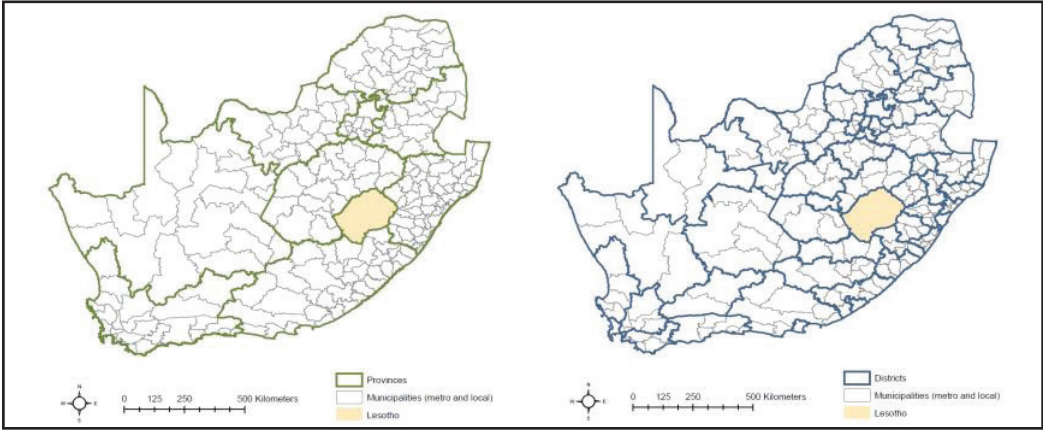 N
W E
S
0 125 250 500 Kilometers
Provinces
Municipalities (metro and local)
Lesotho
N
W E
S
0 125 250 500 Kilometers
Districts
Municipalities (metro and local)
Lesotho